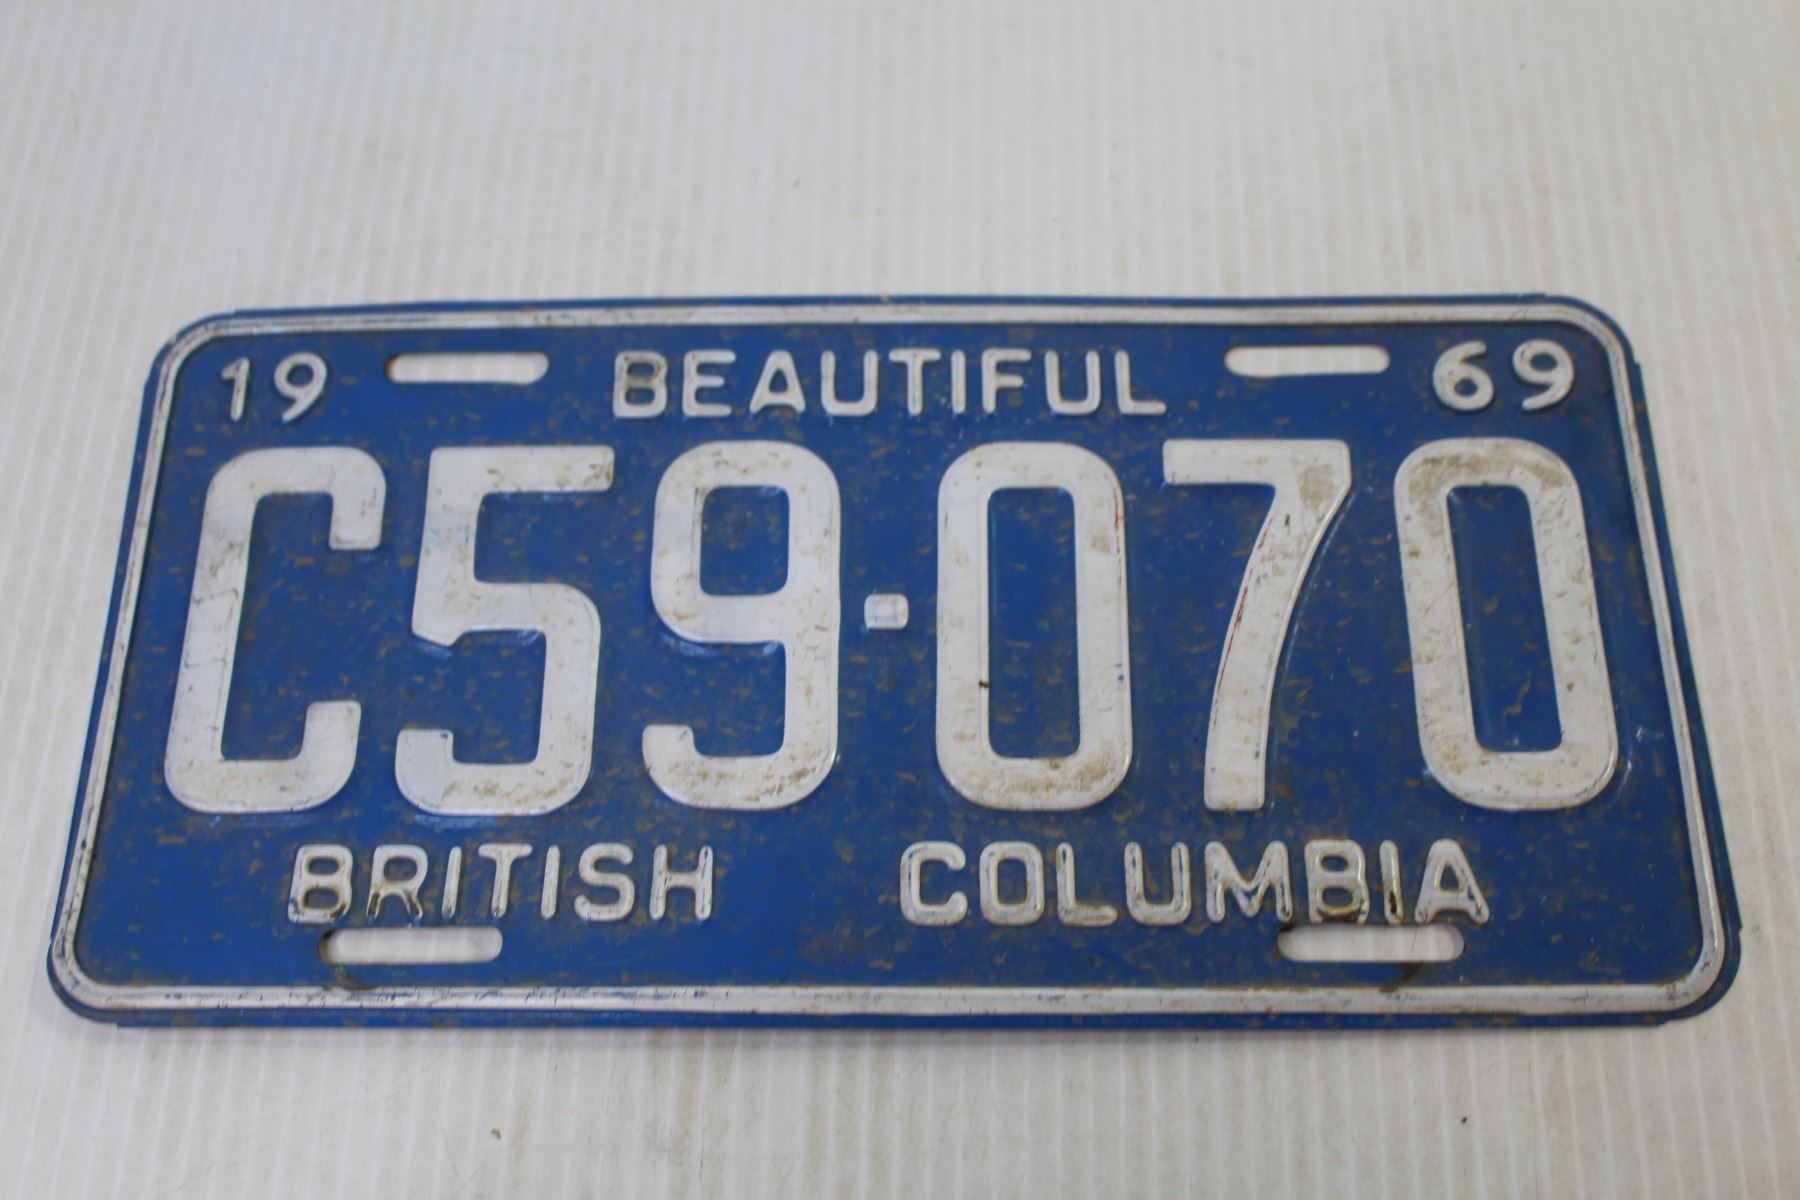 19 BEAUTIFUL 69
C59-070
BRITISH COLUMBIA